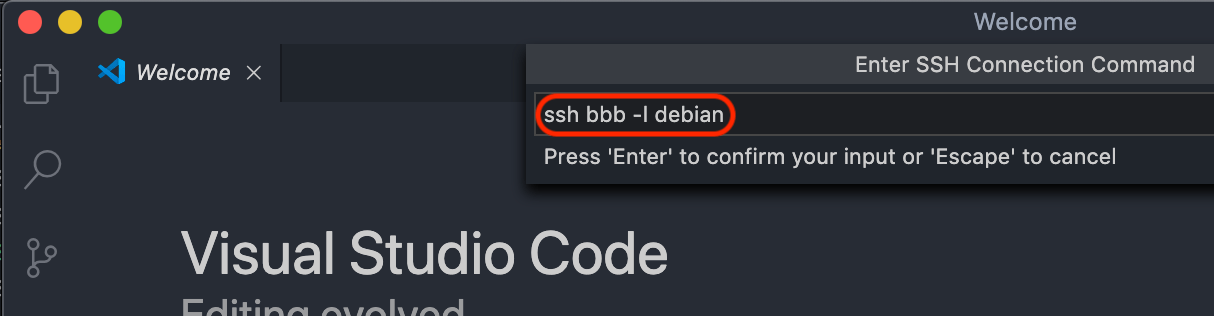 Welcome
Welcome
Enter SSH Connection Command
ssh bbb -l debian
Press 'Enter' to confirm your input or 'Escape' to cancel
Visual Studio Code
Editing evolved